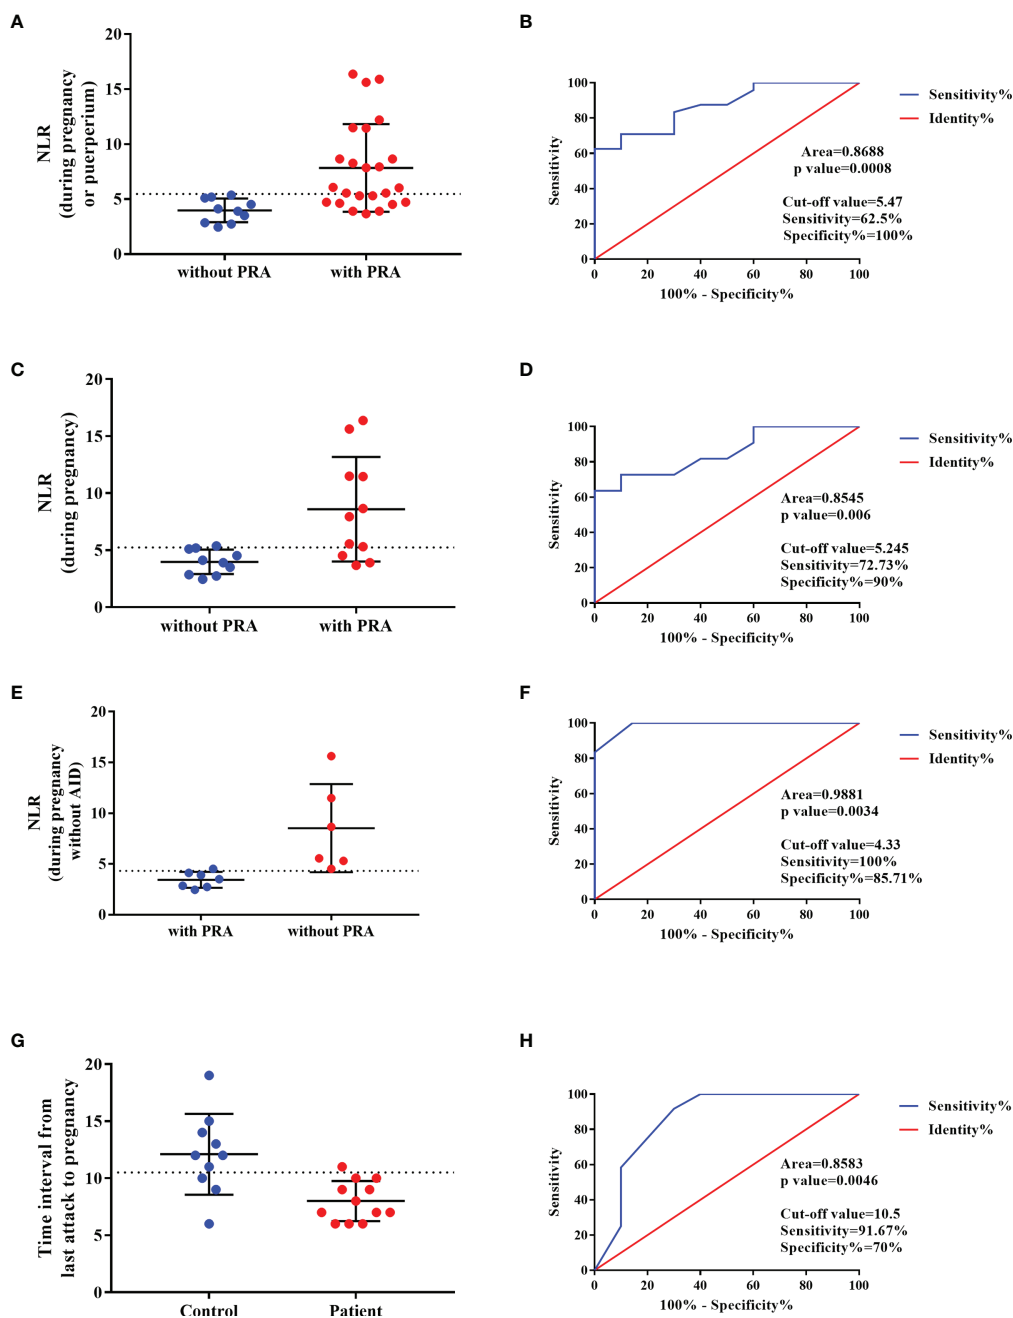 A
NLR
(during pregnancy
or puerperium)
20
15
10
5
0
without PRA
with PRA
B
Sensitivity
100
80
60
40
20
0
0
20
40
60
80
100
100% - Specificity%
Sensitivity%
Identity%
Area=0.8688
p value=0.0008
Cut-off value=5.47
Sensitivity=62.5%
Specificity%=100%
C
NLR
(during pregnancy)
20
15
10
5
0
without PRA
with PRA
D
Sensitivity
100
80
60
40
20
0
0
20
40
60
80
100
100% - Specificity%
Sensitivity%
Identity%
Area=0.8545
p value=0.006
Cut-off value=5.245
Sensitivity=72.73%
Specificity%=90%
E
NLR
(during pregnancy
without AID)
20
15
10
5
0
with PRA
without PRA
F
Sensitivity
100
80
60
40
20
0
0
20
40
60
80
100
100% - Specificity%
Sensitivity%
Identity%
Area=0.9881
p value=0.0034
Cut-off value=4.33
Sensitivity=100%
Specificity%=85.71%
G
Time interval from
last attack to pregnancy
20
15
10
5
0
Control
Patient
H
Sensitivity
100
80
60
40
20
0
0
20
40
60
80
100
100% - Specificity%
Sensitivity%
Identity%
Area=0.8583
p value=0.0046
Cut-off value=10.5
Sensitivity=91.67%
Specificity%=70%